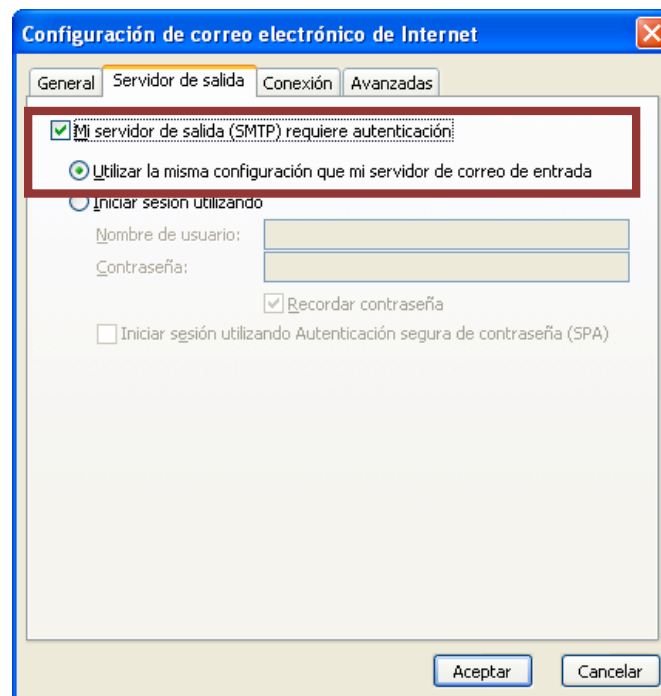 Configuración de correo electrónico de Internet
General Servidor de salida Conexión Avanzadas
Mi servidor de salida (SMTP) requiere autenticación
Utilizar la misma configuración que mi servidor de correo de entrada
Iniciar sesión utilizando
Nombre de usuario:
Contraseña:
Recordar contraseña
Iniciar sesión utilizando Autenticación segura de contraseña (SPA)
Aceptar Cancelar